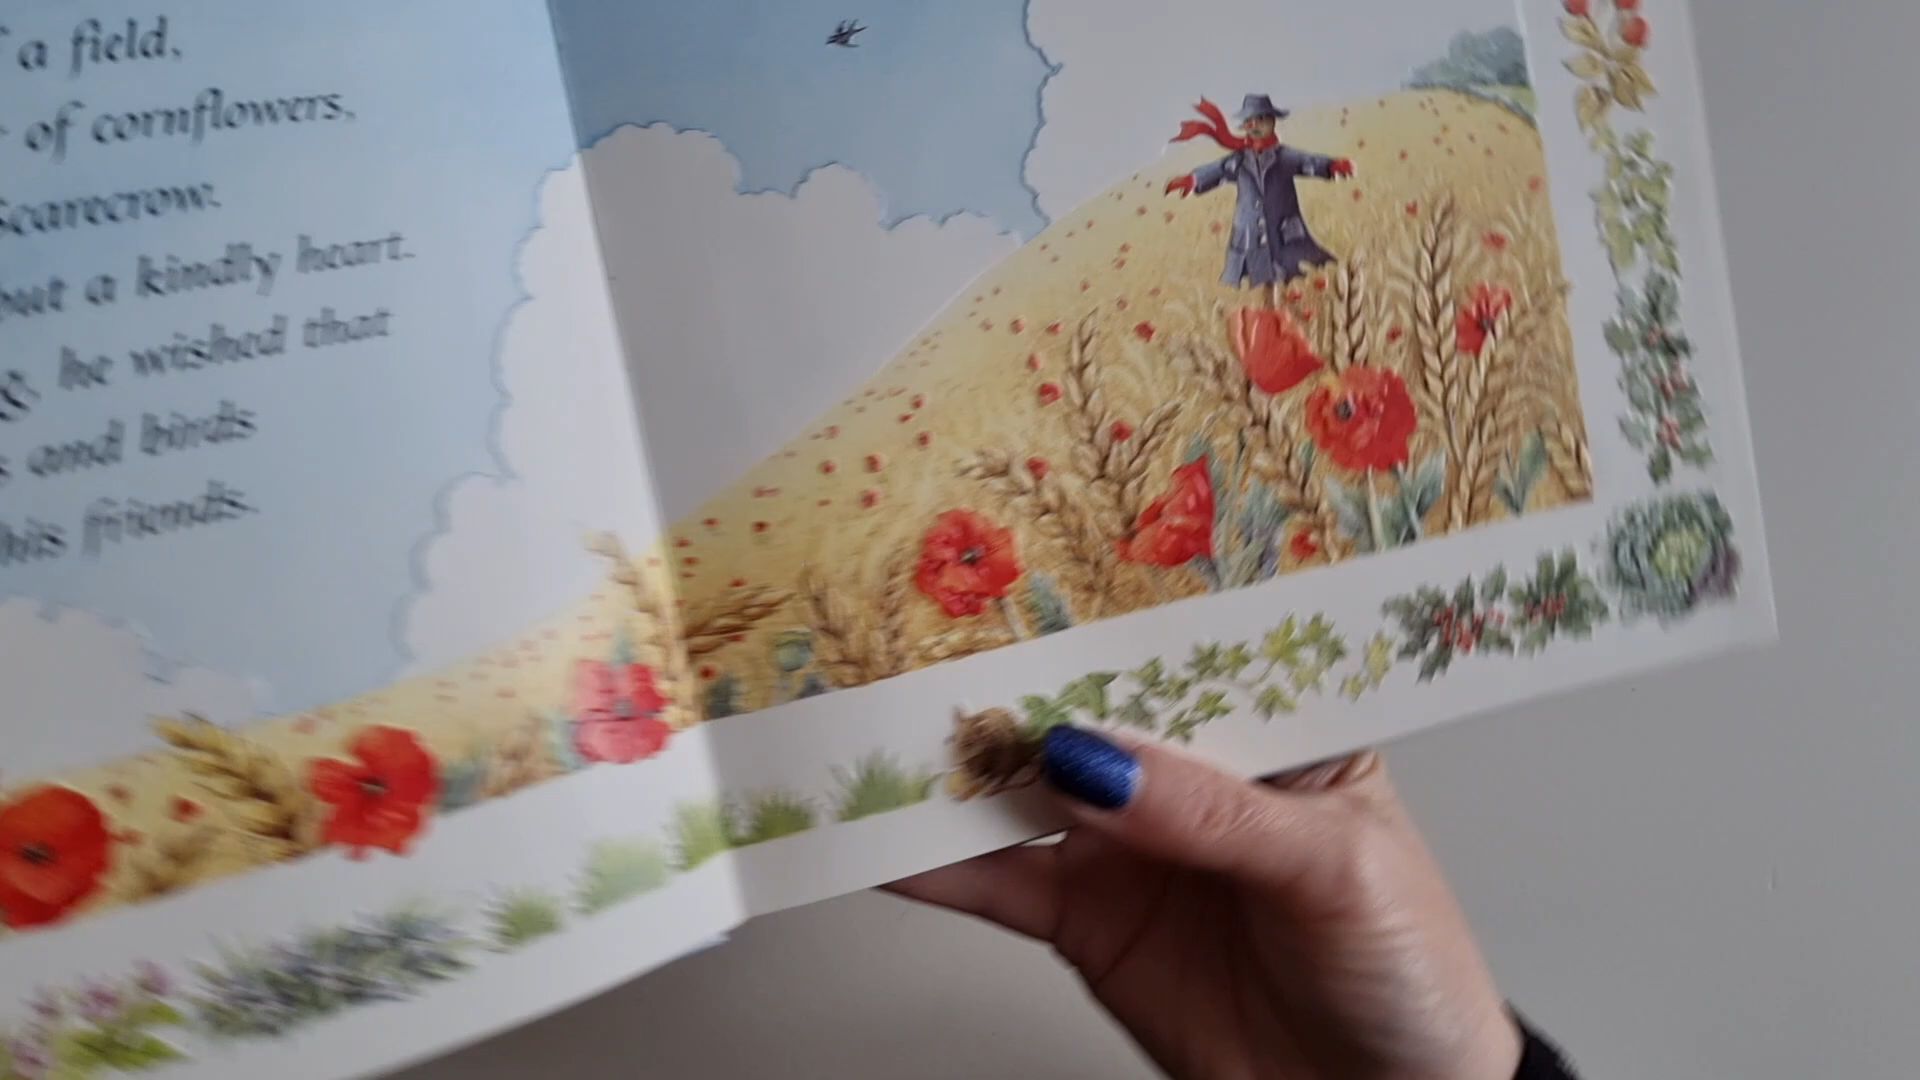 a field,
of cornflowers,
Scarecrow.
but a kindly heart.
he wished that
and birds
his friends.